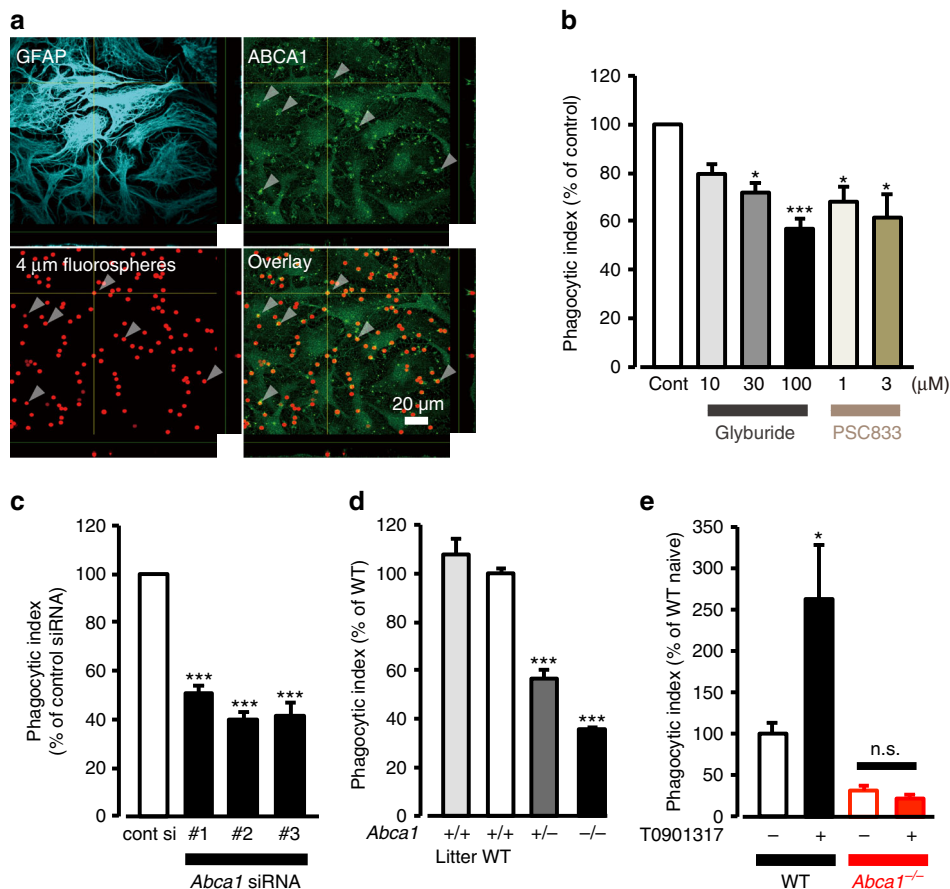 a
GFAP
ABCA1
4 μm fluorospheres
Overlay
20 μm
b
Phagocytic index (% of control)
120
100
80
60
40
20
0
*
***
*
*
Cont 10 30 100 1 3 (μM)
Glyburide PSC833
c
Phagocytic index
(% of control siRNA)
120
100
80
60
40
20
0
***
***
***
cont si #1 #2 #3
Abca1 siRNA
d
Phagocytic index (% of WT)
120
100
80
60
40
20
0
***
***
Abca1 +/+ +/+ +/− −/−
Litter WT
e
Phagocytic index (% of WT naive)
350
300
250
200
150
100
50
0
*
n.s.
T0901317 − + − +
WT Abca1−/−